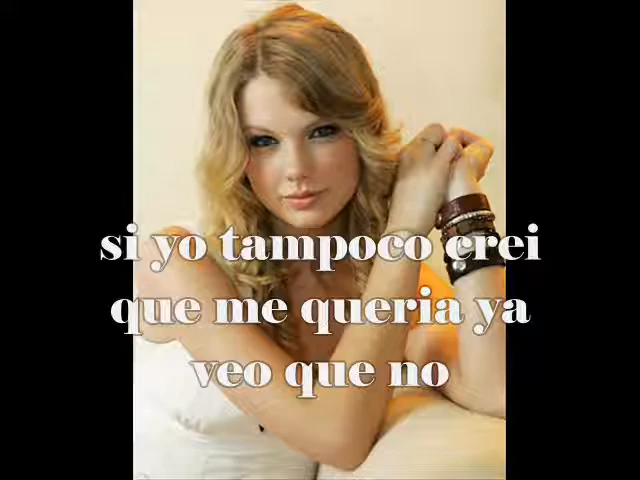 si yo tampoco crei
que me queria ya
veo que no